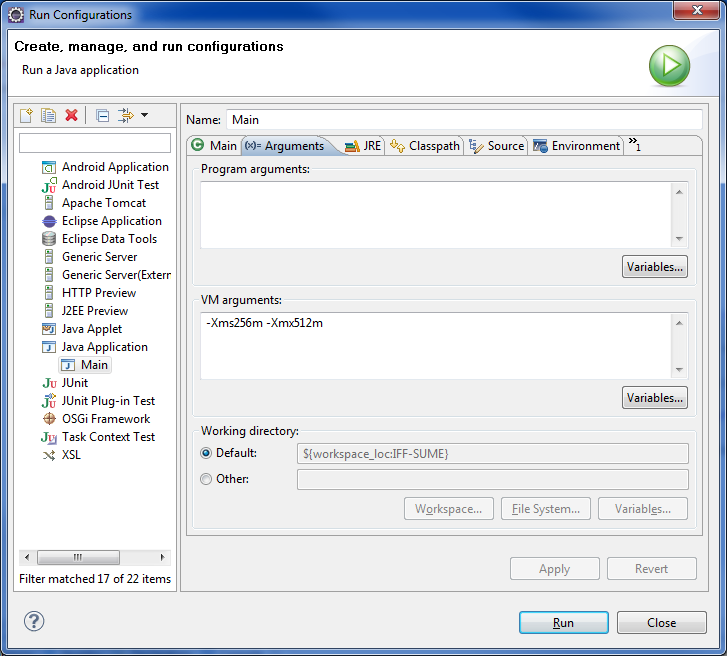 Run Configurations
Create, manage, and run configurations
Run a Java application
Name: Main
Main (x)= Arguments JRE Classpath Source Environment »1
Android Application
Android JUnit Test
Apache Tomcat
Eclipse Application
Eclipse Data Tools
Generic Server
Generic Server(Extern
HTTP Preview
J2EE Preview
Java Applet
Java Application
Main
JUnit
JUnit Plug-in Test
OSGi Framework
Task Context Test
XSL
Filter matched 17 of 22 items
Program arguments:
Variables...
VM arguments:
-Xms256m -Xmx512m
Variables...
Working directory:
Default: ${workspace_loc:IFF-SUME}
Other:
Workspace... File System... Variables...
Apply Revert
Run Close